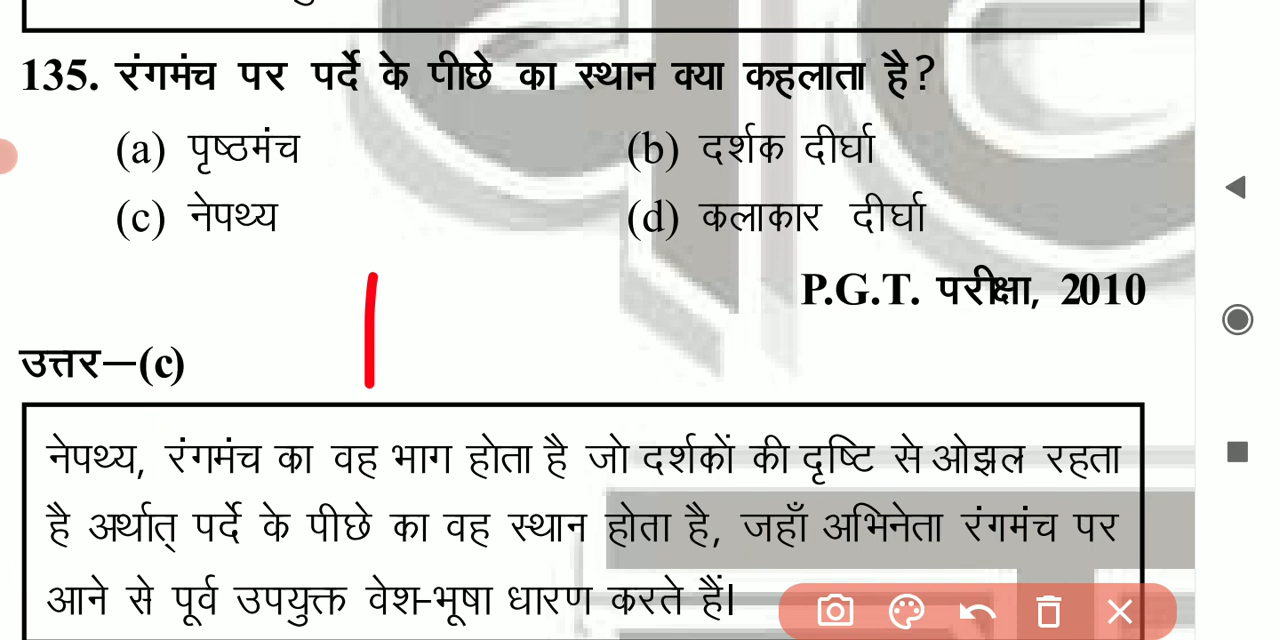 135. रंगमंच पर पर्दे के पीछे का स्थान क्या कहलाता है?
(a) पृष्ठमंच (b) दर्शक दीर्घा
(c) नेपथ्य (d) कलाकार दीर्घा
P.G.T. परीक्षा, 2010
उत्तर—(c)
नेपथ्य, रंगमंच का वह भाग होता है जो दर्शकों की दृष्टि से ओझल रहता
है अर्थात् पर्दे के पीछे का वह स्थान होता है, जहाँ अभिनेता रंगमंच पर
आने से पूर्व उपयुक्त वेश-भूषा धारण करते हैं।